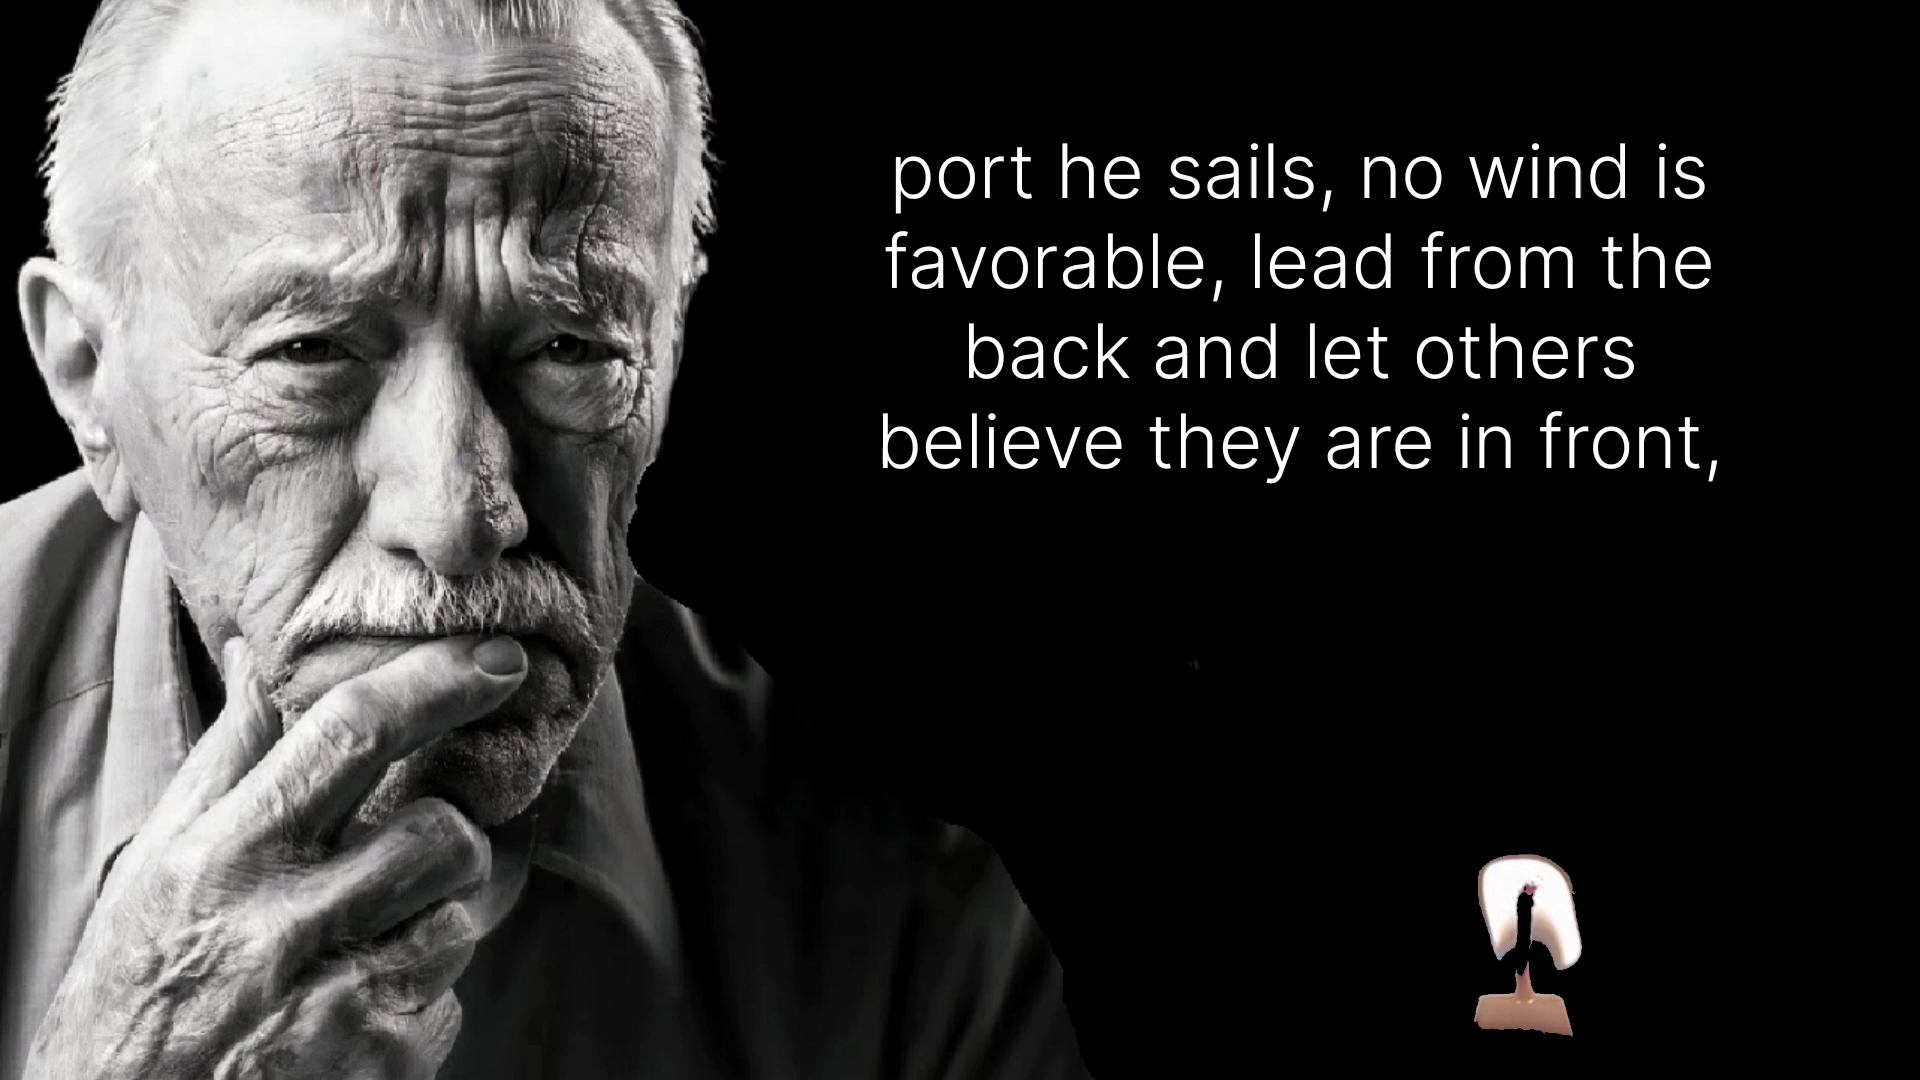 port he sails, no wind is
favorable, lead from the
back and let others
believe they are in front,